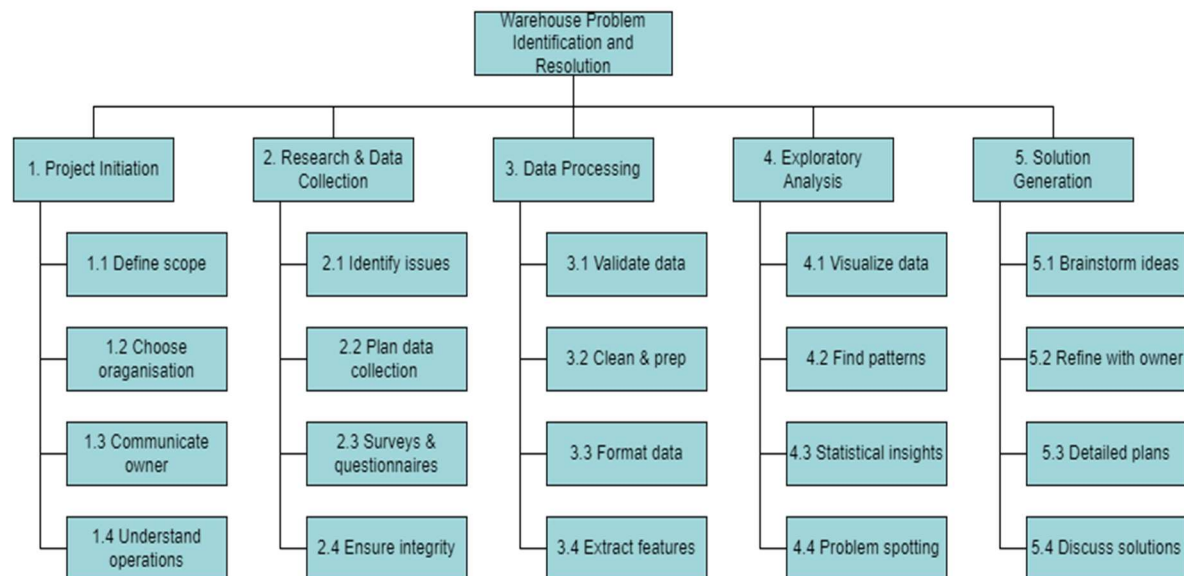 Warehouse Problem
Identification and
Resolution
1. Project Initiation
2. Research & Data
Collection
3. Data Processing
4. Exploratory
Analysis
5. Solution
Generation
1.1 Define scope
2.1 Identify issues
3.1 Validate data
4.1 Visualize data
5.1 Brainstorm ideas
1.2 Choose
oraganisation
2.2 Plan data
collection
3.2 Clean & prep
4.2 Find patterns
5.2 Refine with owner
1.3 Communicate
owner
2.3 Surveys &
questionnaires
3.3 Format data
4.3 Statistical insights
5.3 Detailed plans
1.4 Understand
operations
2.4 Ensure integrity
3.4 Extract features
4.4 Problem spotting
5.4 Discuss solutions